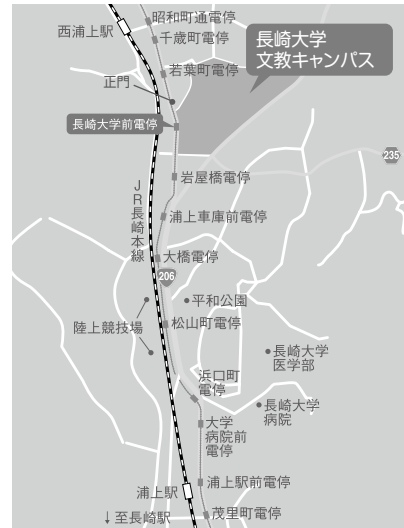 昭和町通電停
西浦上駅
千歳町電停
長崎大学
文教キャンパス
若葉町電停
正門
長崎大学前電停
235
岩屋橋電停
JR長崎本線
浦上車庫前電停
大橋電停
206
平和公園
陸上競技場
松山町電停
長崎大学
医学部
浜口町
電停
長崎大学
病院
大学
病院前
電停
浦上駅前電停
浦上駅
茂里町電停
↓至長崎駅